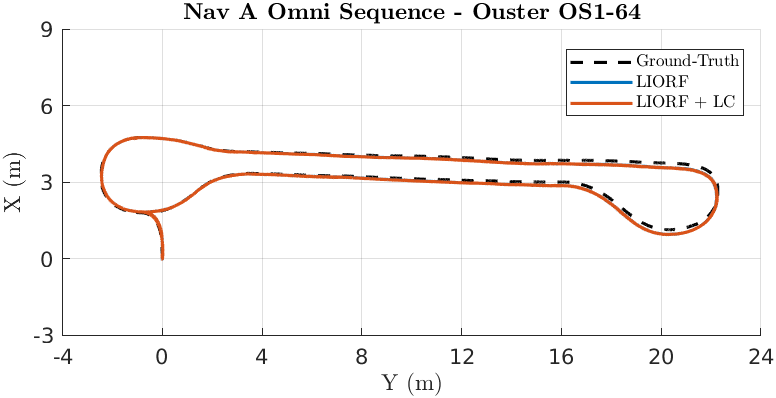 Nav A Omni Sequence - Ouster OS1-64
9
6
3
0
-3
X (m)
Ground-Truth
LIORF
LIORF + LC
-4
0
4
8
12
16
20
24
Y (m)